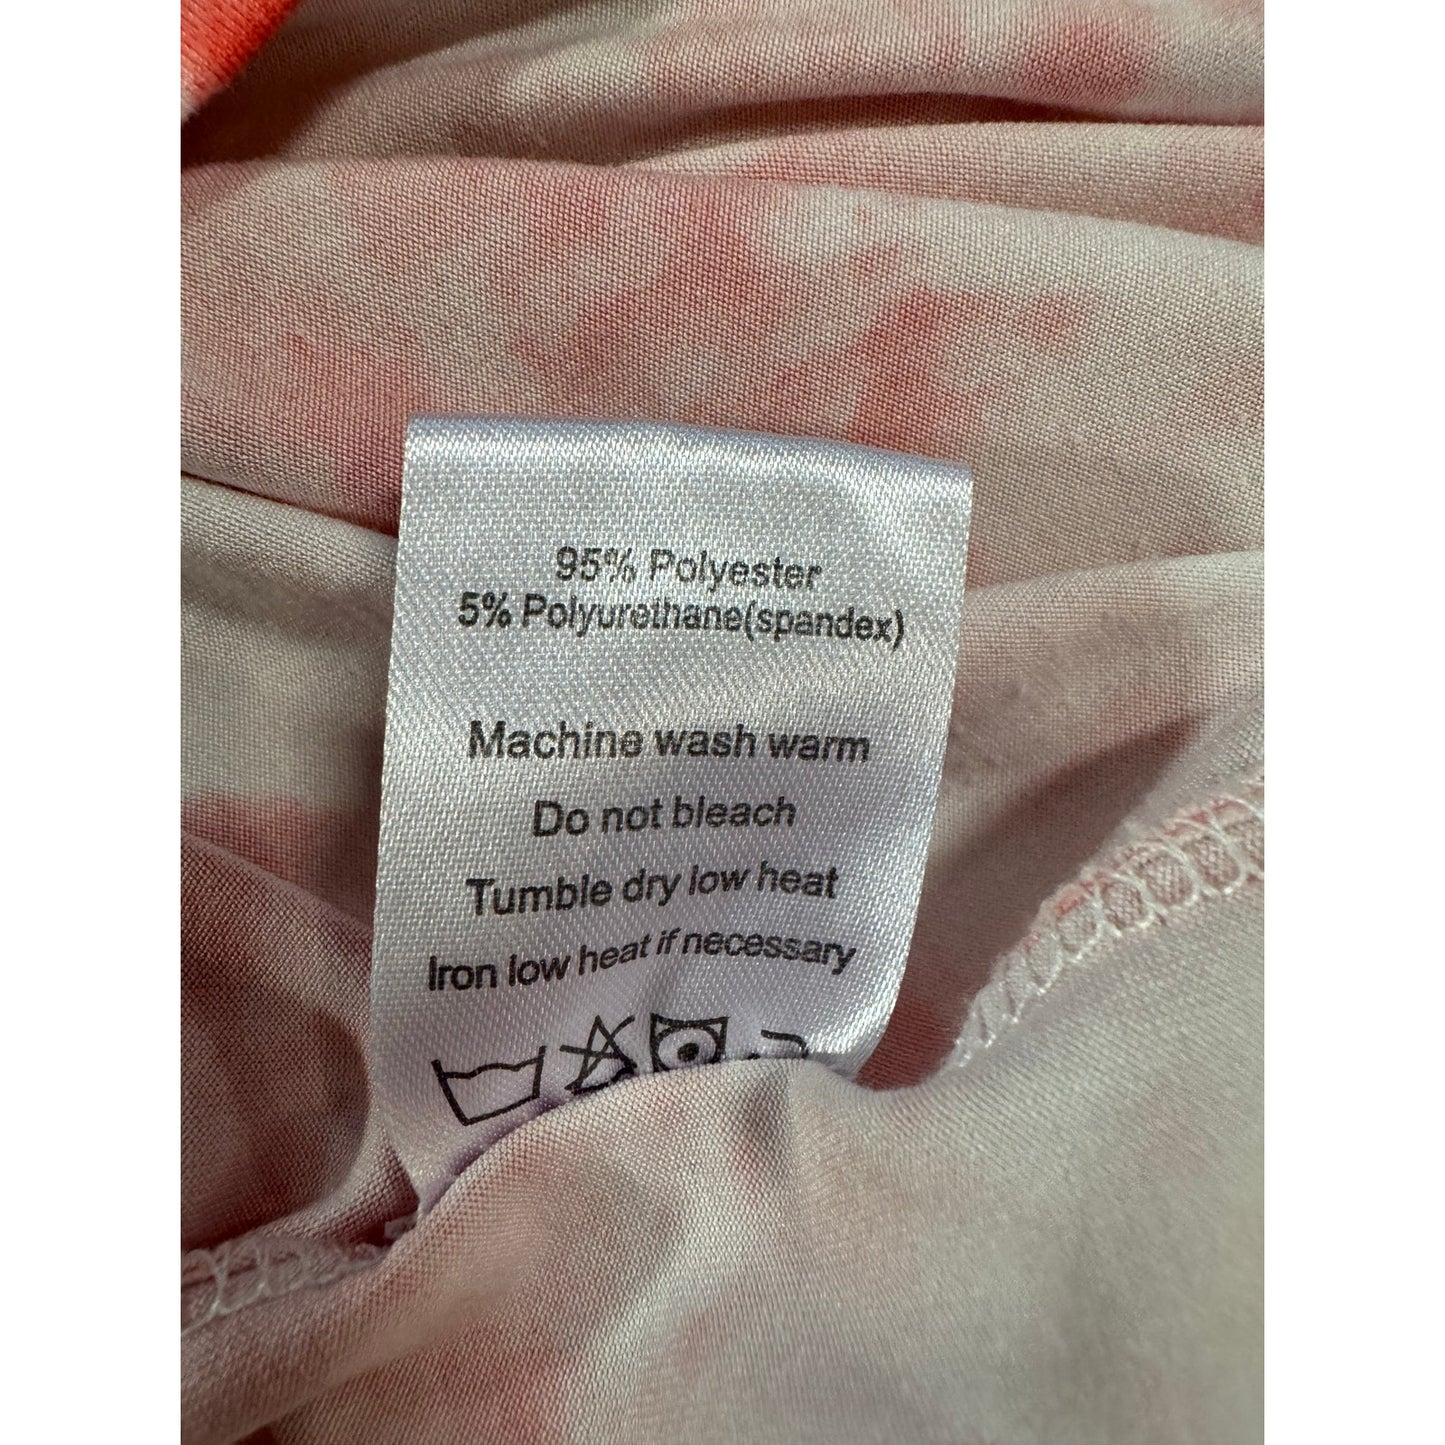 95% Polyester
5% Polyurethane(spandex)
Machine wash warm
Do not bleach
Tumble dry low heat
Iron low heat if necessary